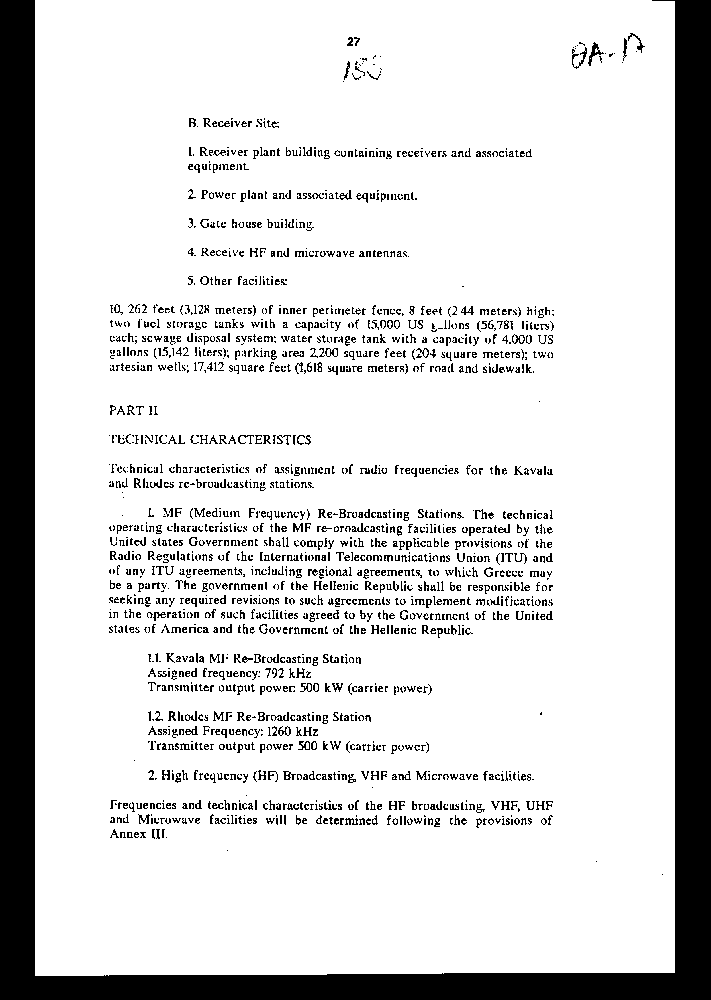 27
183
B. Receiver Site:
1. Receiver plant building containing receivers and associated
equipment.
2. Power plant and associated equipment.
3. Gate house building.
4. Receive HF and microwave antennas.
5. Other facilities:
10, 262 feet (3,128 meters) of inner perimeter fence, 8 feet (2.44 meters) high;
two fuel storage tanks with a capacity of 15,000 US (56,781 liters)
each; sewage disposal system; water storage tank with a capacity of 4,000 US
gallons (15,142 liters); parking area 2,200 square feet (204 square meters); two
artesian wells; 17,412 square feet (1,618 square meters) of road and sidewalk.
PART II
TECHNICAL CHARACTERISTICS
Technical characteristics of assignment of radio frequencies for the Kavala
and Rhodes re-broadcasting stations.
1. MF (Medium Frequency) Re-Broadcasting Stations. The technical
operating characteristics of the MF re-oroadcasting facilities operated by the
United states Government shall comply with the applicable provisions of the
Radio Regulations of the International Telecommunications Union (ITU) and
of any ITU agreements, including regional agreements, to which Greece may
be a party. The government of the Hellenic Republic shall be responsible for
seeking any required revisions to such agreements to implement modifications
in the operation of such facilities agreed to by the Government of the United
states of America and the Government of the Hellenic Republic.
1.1. Kavala MF Re-Brodcasting Station
Assigned frequency: 792 kHz
Transmitter output power: 500 kW (carrier power)
1.2. Rhodes MF Re-Broadcasting Station
Assigned Frequency: 1260 kHz
Transmitter output power 500 kW (carrier power)
2. High frequency (HF) Broadcasting, VHF and Microwave facilities.
Frequencies and technical characteristics of the HF broadcasting, VHF, UHF
and Microwave facilities will be determined following the provisions of
Annex III.